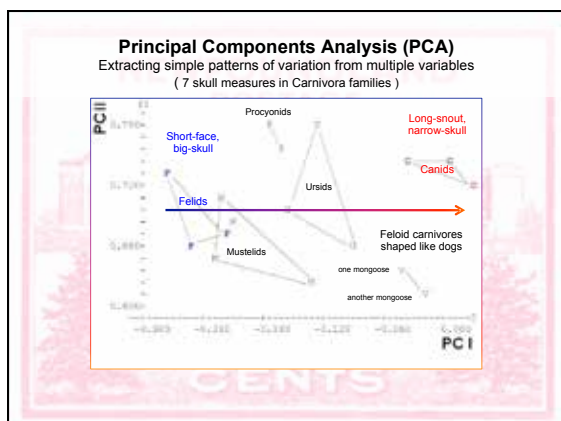 Principal Components Analysis (PCA)
Extracting simple patterns of variation from multiple variables
( 7 skull measures in Carnivora families )
PCII
Procyonids
Long-snout,
narrow-skull
Short-face,
big-skull
Canids
Felids
Ursids
Feloid carnivores
shaped like dogs
Mustelids
one mongoose
another mongoose
PC I
CENTS